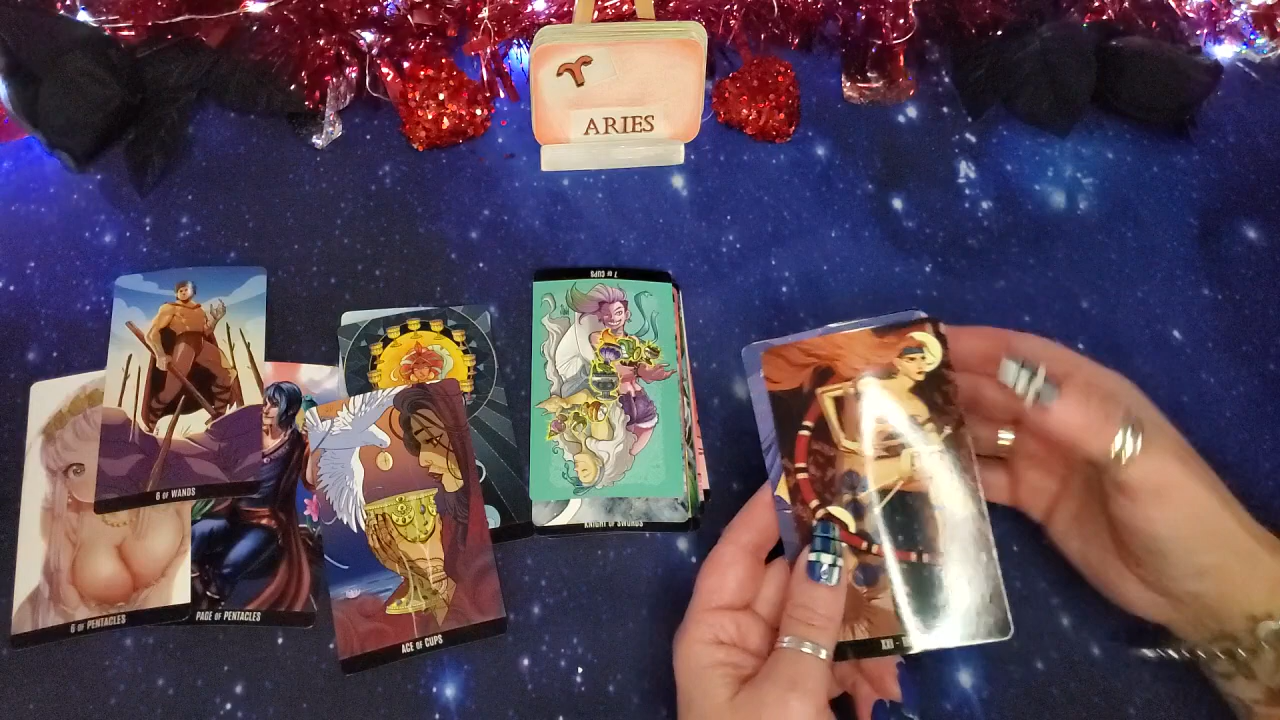 ARIES
7 OF CUPS
6 OF WANDS
KNIGHT OF SWORDS
6 OF PENTACLES
PAGE OF PENTACLES
ACE OF CUPS
XXI -